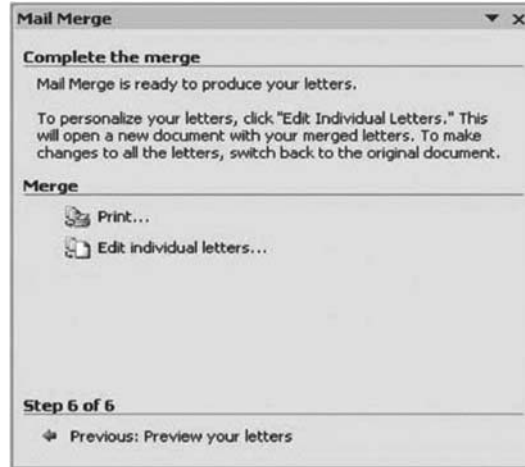 Mail Merge
Complete the merge
Mail Merge is ready to produce your letters.
To personalize your letters, click "Edit Individual Letters." This
will open a new document with your merged letters. To make
changes to all the letters, switch back to the original document.
Merge
Print...
Edit individual letters...
Step 6 of 6
Previous: Preview your letters